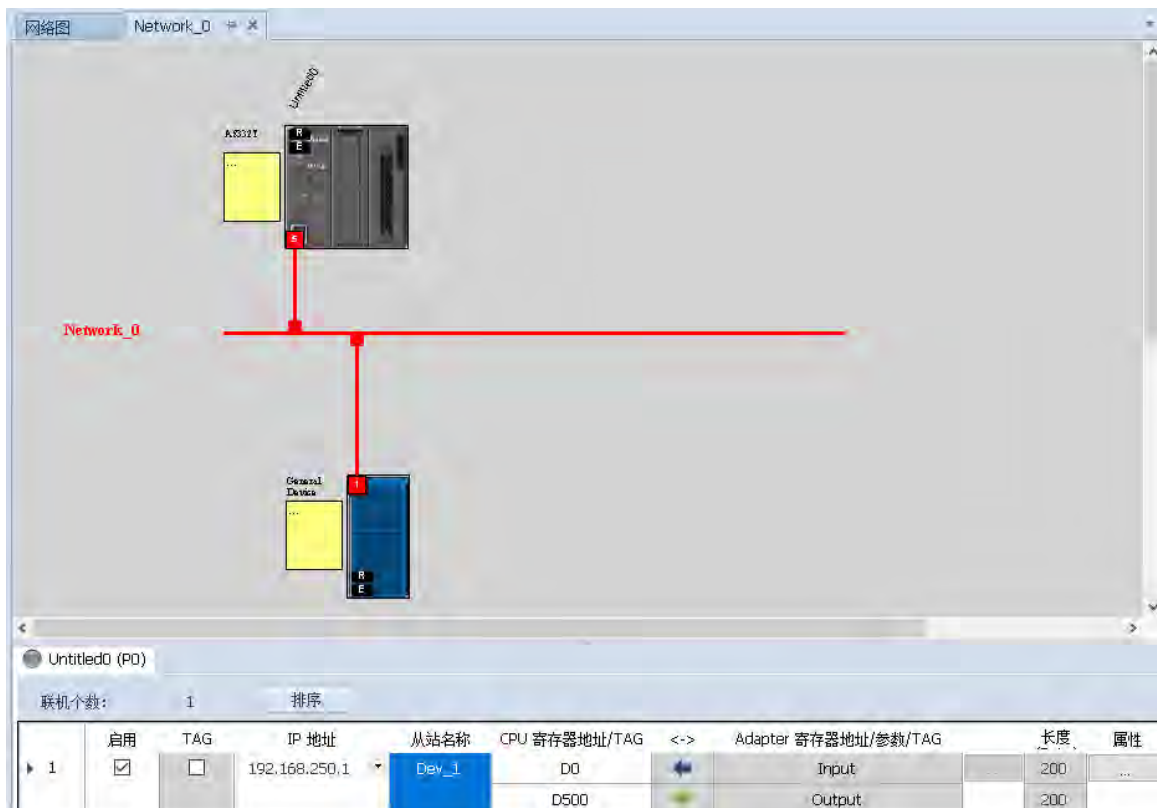 网络图
Network_0
Untitled0
R
E
...
5
Network_0
General
Device
1
...
R
E
Untitled0 (P0)
联机个数: 1 排序
启用 TAG IP 地址 从站名称 CPU 寄存器地址/TAG <-> Adapter 寄存器地址/参数/TAG 长度 属性
1 192.168.250.1 Dev_1 D0 Input 200 ...
D500 Output 200